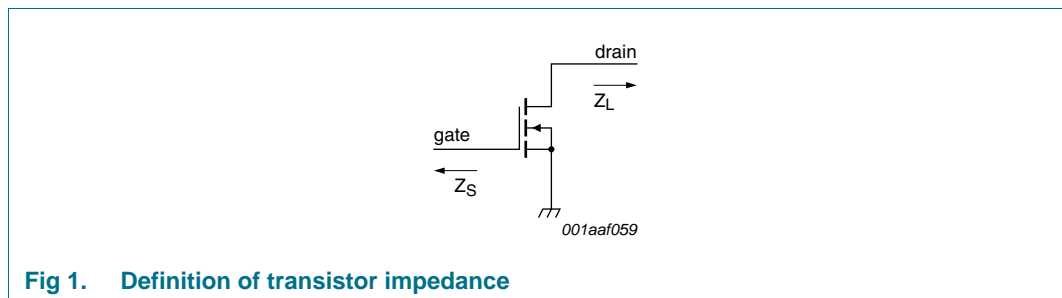 drain
Z_L
gate
Z_S
001aaf059
Fig 1. Definition of transistor impedance